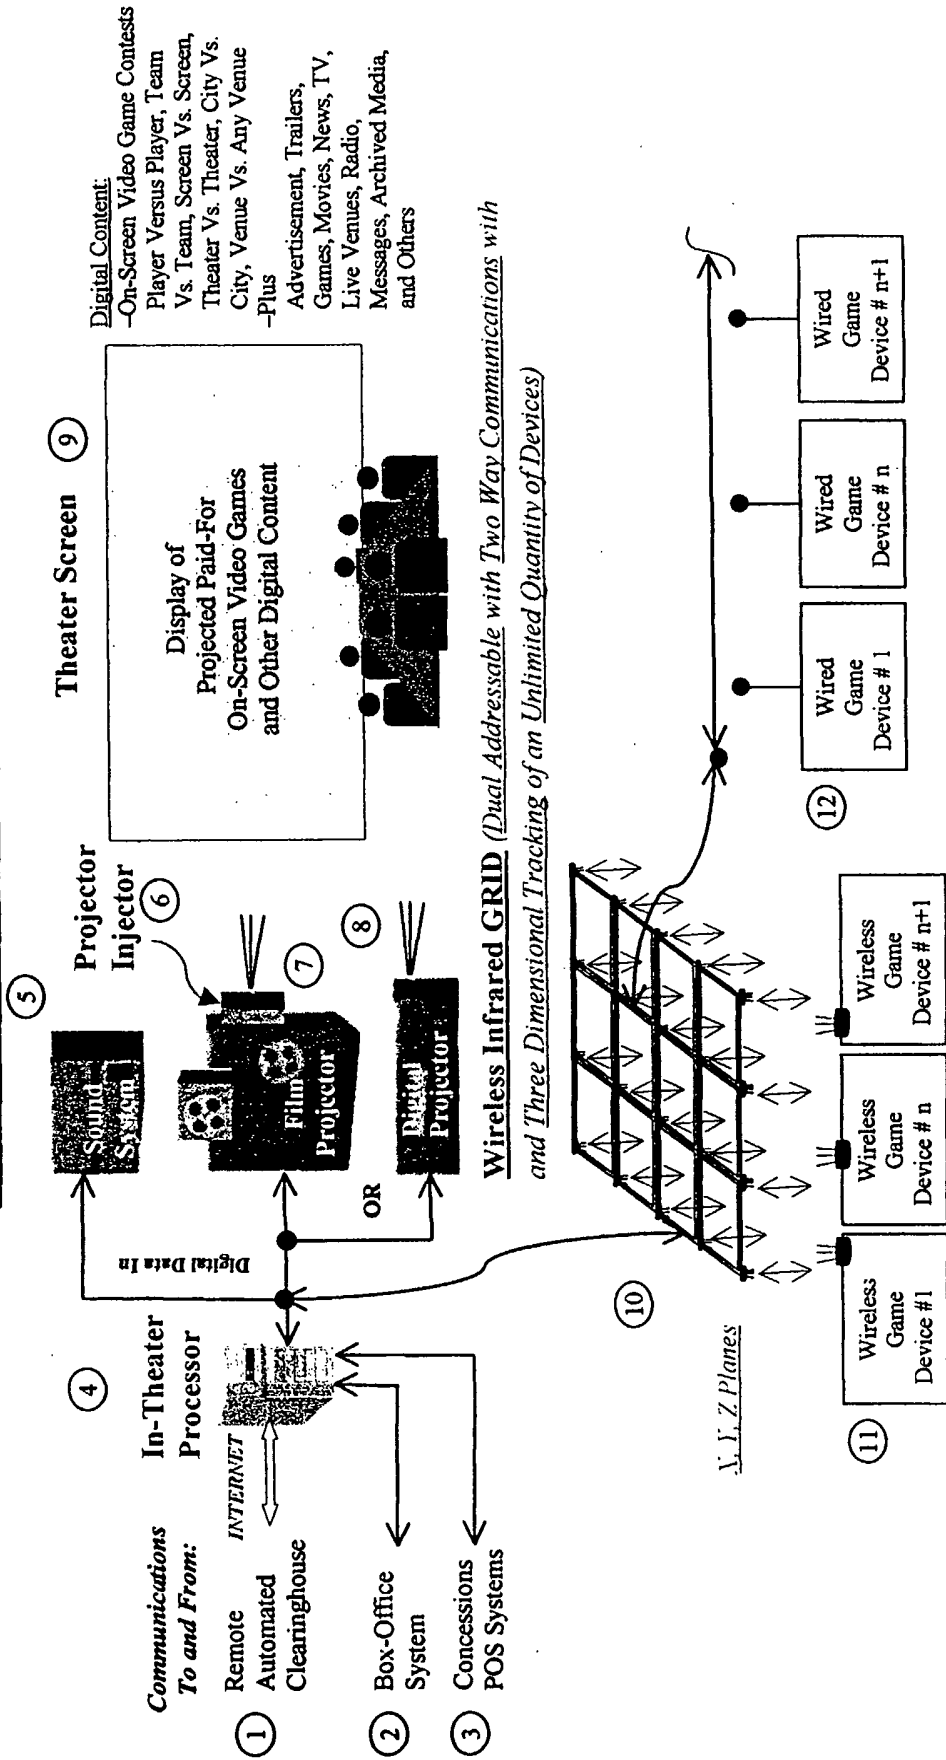 Communications
To and From:
1
Remote
Automated
Clearinghouse
INTERNET
2
Box-Office
System
3
Concessions
POS Systems
4
In-Theater
Processor
Digital Data In
5
Sound
System
Projector
Injector
6
7
Film
Projector
OR
8
Digital
Projector
Theater Screen
9
Display of
Projected Paid-For
On-Screen Video Games
and Other Digital Content
Digital Content:
–On-Screen Video Game Contests
Player Versus Player, Team
Vs. Team, Screen Vs. Screen,
Theater Vs. Theater, City Vs.
City, Venue Vs. Any Venue
–Plus
Advertisement, Trailers,
Games, Movies, News, TV,
Live Venues, Radio,
Messages, Archived Media,
and Others
Wireless Infrared GRID (Dual Addressable with Two Way Communications with
and Three Dimensional Tracking of an Unlimited Quantity of Devices)
10
X, Y, Z Planes
11
Wireless
Game
Device #1
Wireless
Game
Device # n
Wireless
Game
Device # n+1
12
Wired
Game
Device # 1
Wired
Game
Device # n
Wired
Game
Device # n+1